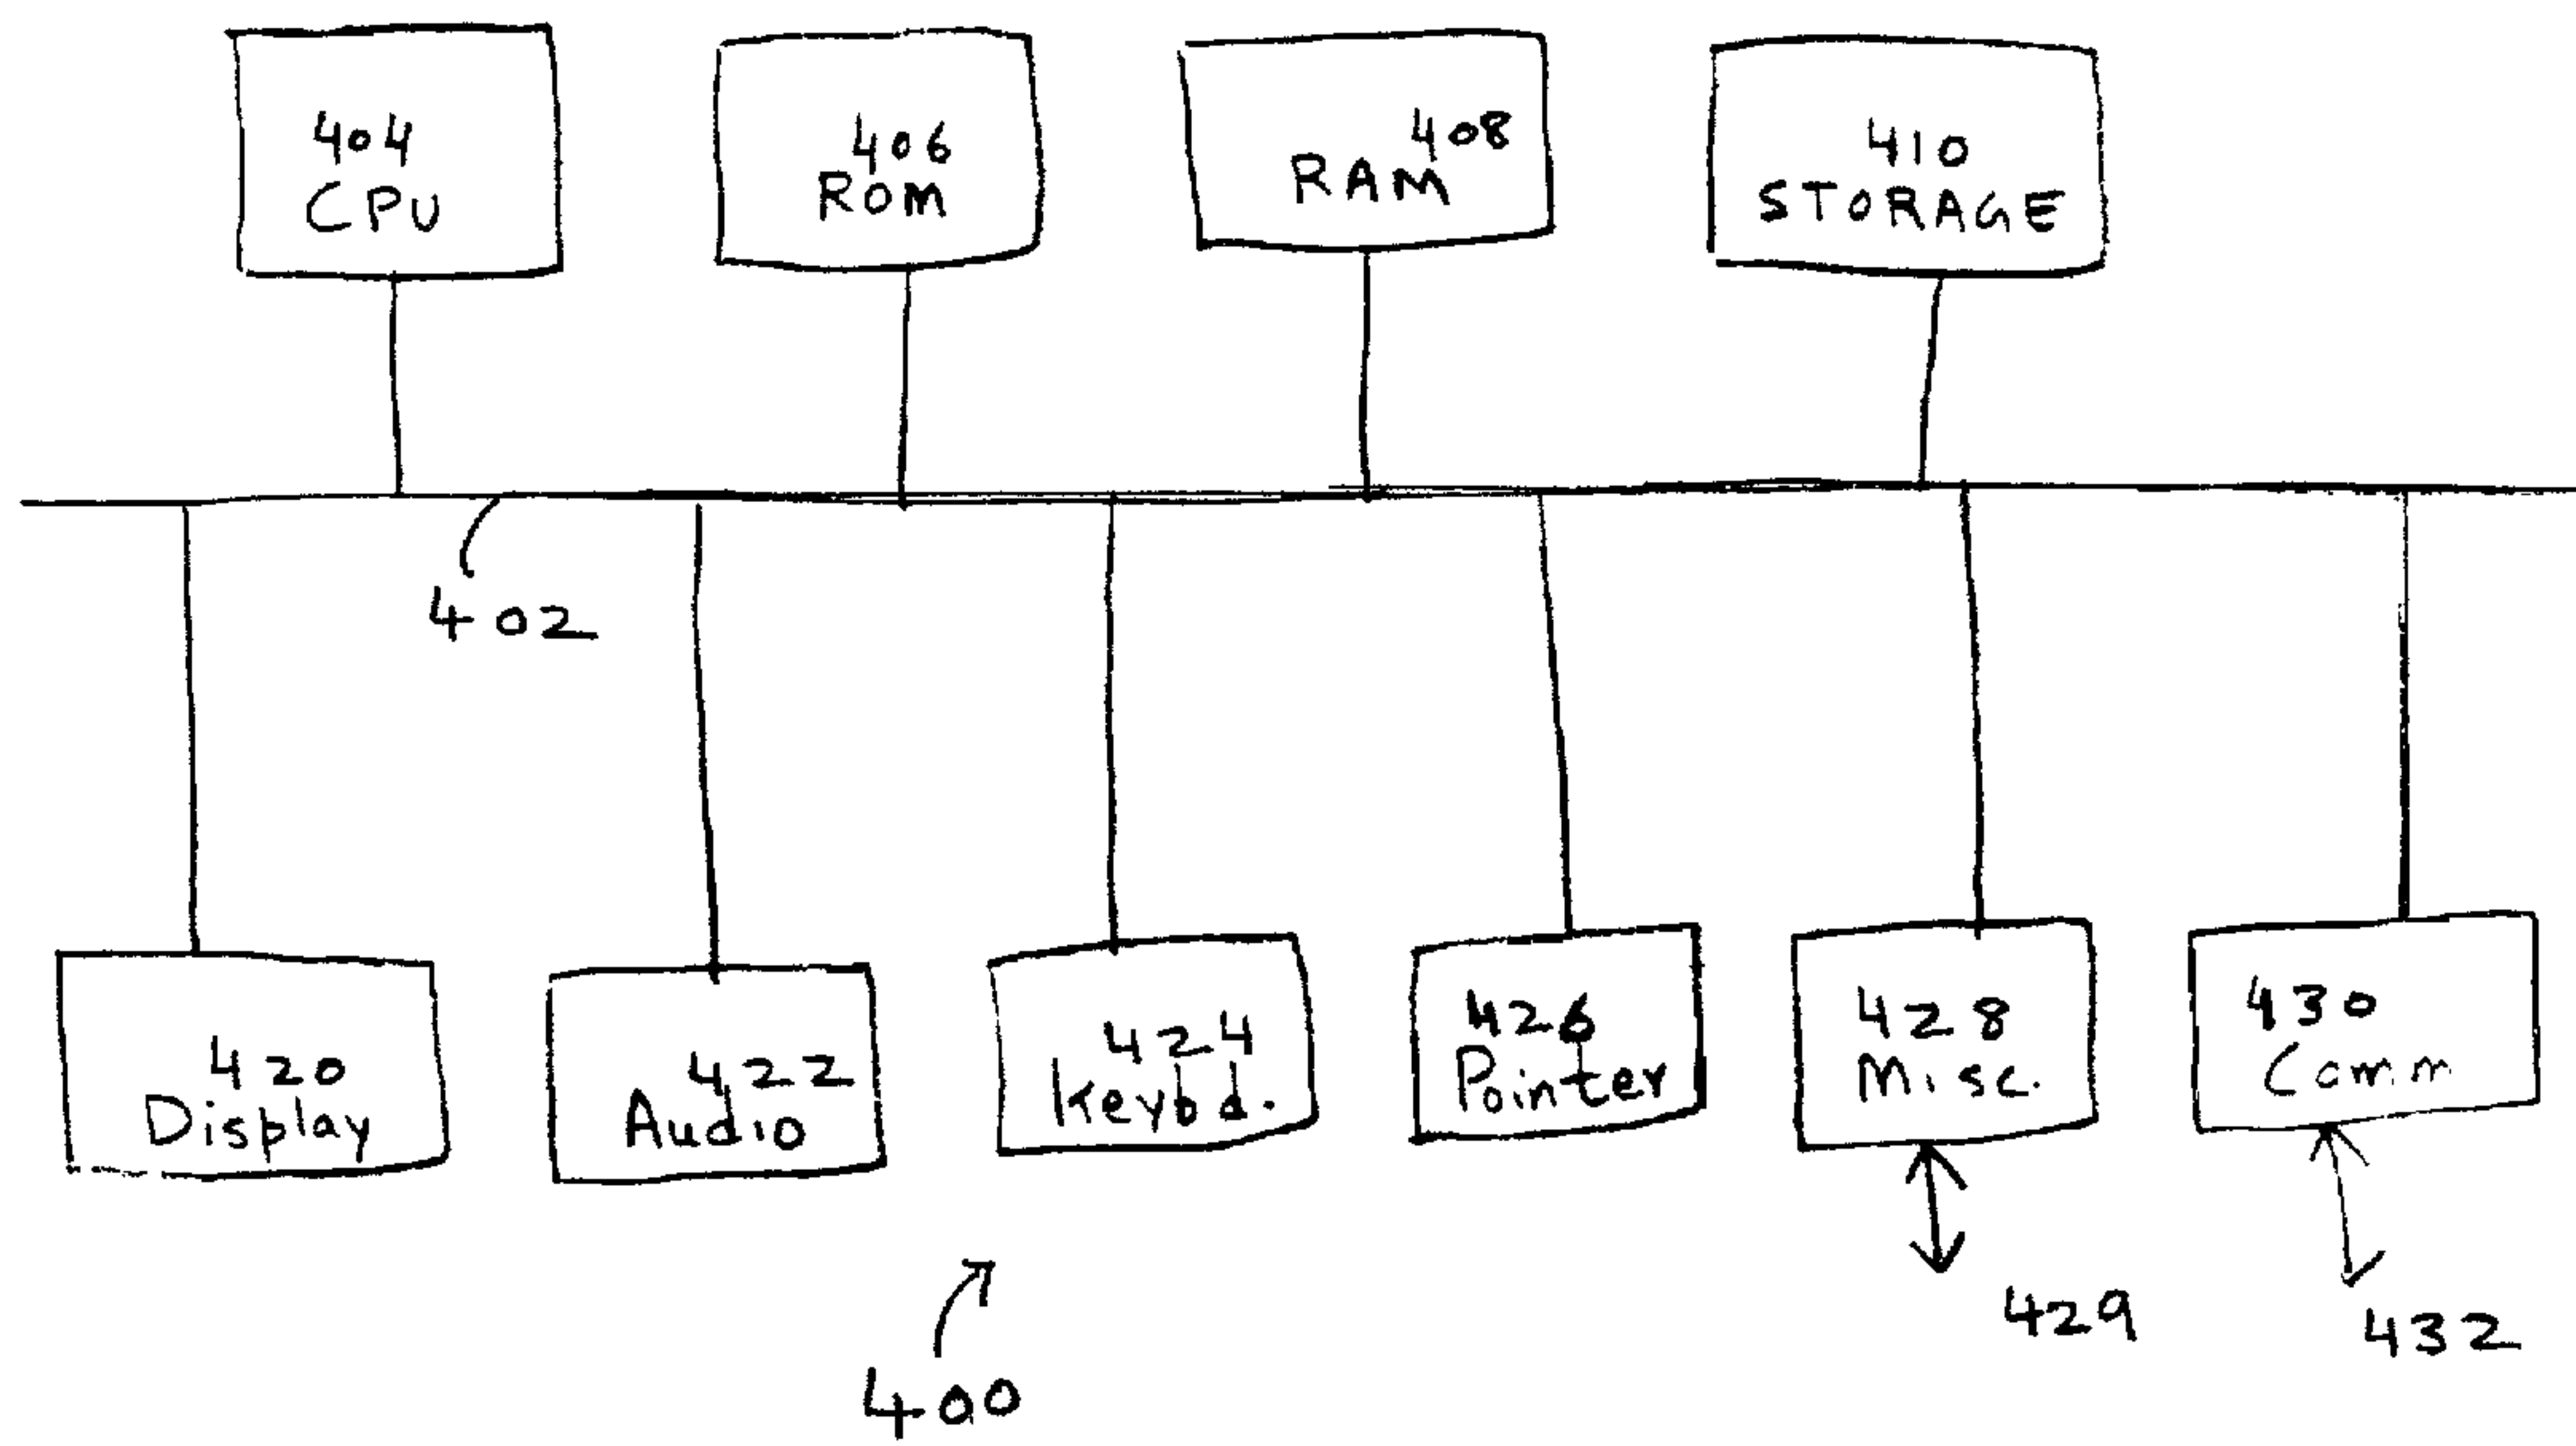 404
CPU
406
ROM
408
RAM
410
STORAGE
402
420
Display
422
Audio
424
Keybd.
426
Pointer
428
Misc.
430
Comm
429
432
400